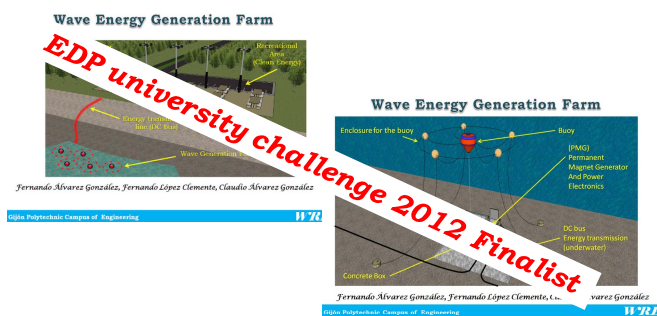 Wave Energy Generation Farm
Recreational
Area
(Clean Energy)
Energy
line (DC bus)
Wave Generation
Fernando Álvarez González, Fernando López Clemente, Claudio Álvarez González
Gijón Polytechnic Campus of Engineering
EDP university challenge 2012 Finalist
Wave Energy Generation Farm
Enclosure for the buoy
Buoy
(PMG)
Permanent
Magnet Generator
And Power
Electronics
DC bus
Energy transmission
(underwater)
Concrete Box
Fernando Álvarez González, Fernando López Clemente, varez González
Gijón Polytechnic Campus of Engineering